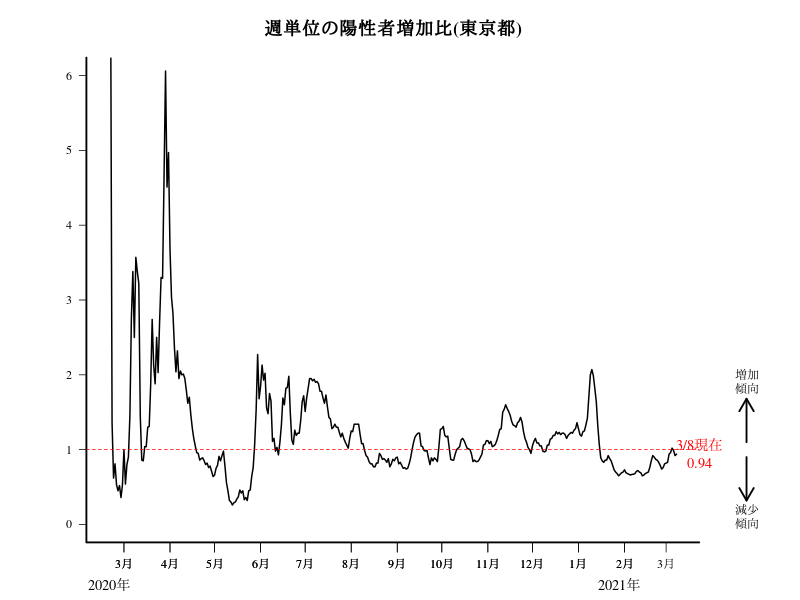 週単位の陽性者増加比(東京都)
6
5
4
3
2
1
0
増加
傾向
3/8現在
0.94
減少
傾向
3月 4月 5月 6月 7月 8月 9月 10月 11月 12月 1月 2月 3月
2020年 2021年